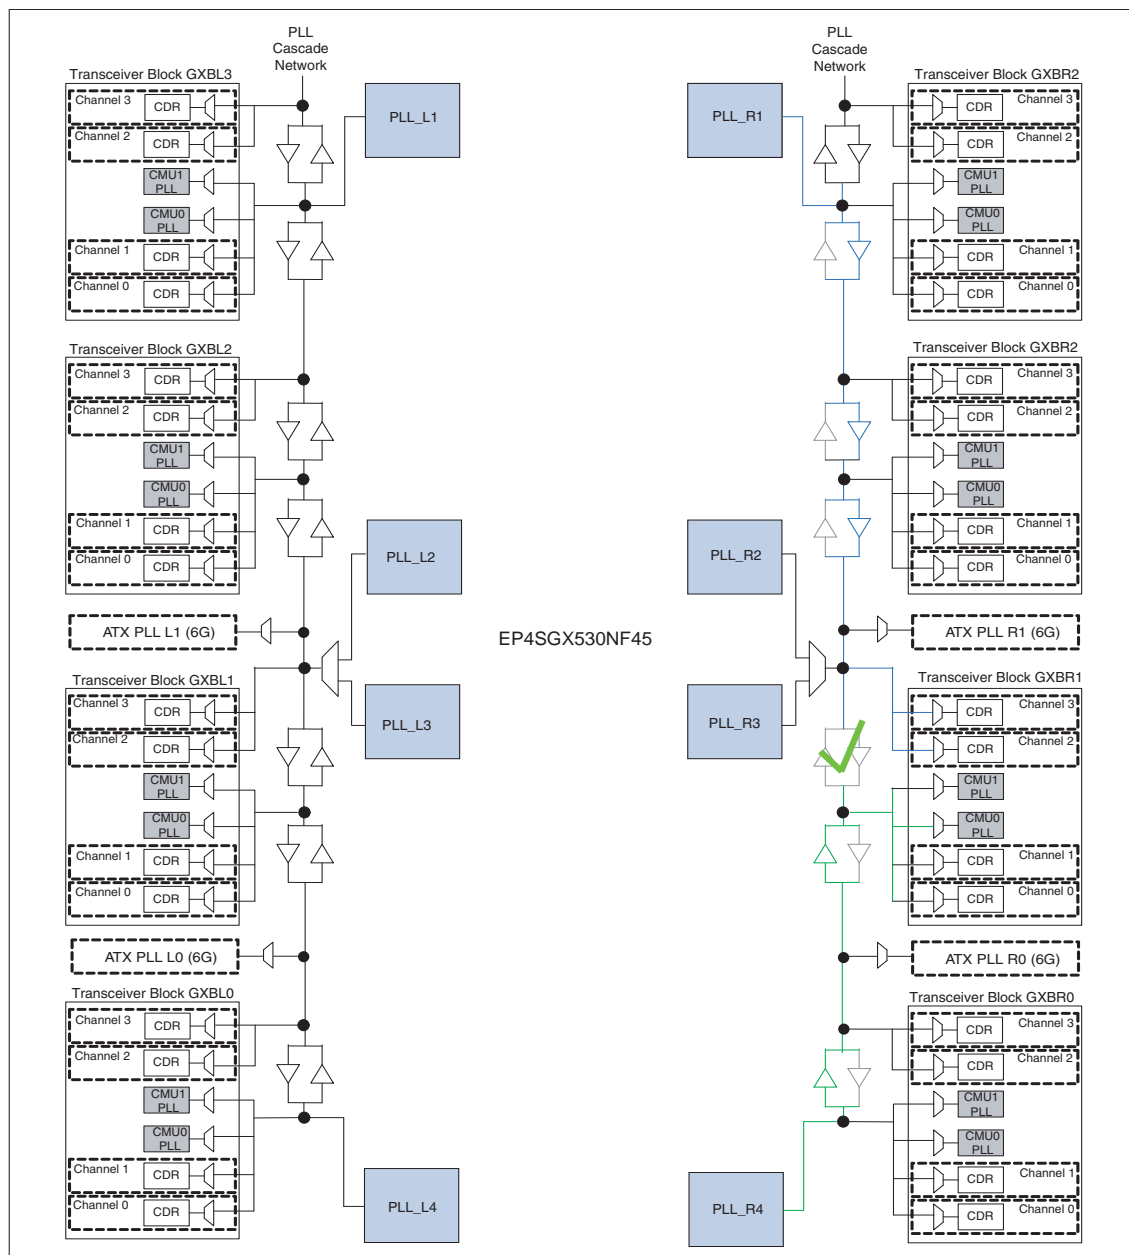 PLL
Cascade
Network
Transceiver Block GXBL3
Channel 3
CDR
Channel 2
CDR
CMU1
PLL
CMU0
PLL
Channel 1
CDR
Channel 0
CDR
PLL_L1
Transceiver Block GXBL2
Channel 3
CDR
Channel 2
CDR
CMU1
PLL
CMU0
PLL
Channel 1
CDR
Channel 0
CDR
PLL_L2
ATX PLL L1 (6G)
PLL_L3
Transceiver Block GXBL1
Channel 3
CDR
Channel 2
CDR
CMU1
PLL
CMU0
PLL
Channel 1
CDR
Channel 0
CDR
ATX PLL L0 (6G)
Transceiver Block GXBL0
Channel 3
CDR
Channel 2
CDR
CMU1
PLL
CMU0
PLL
Channel 1
CDR
Channel 0
CDR
PLL_L4
EP4SGX530NF45
PLL
Cascade
Network
PLL_R1
Transceiver Block GXBR2
CDR
Channel 3
CDR
Channel 2
CMU1
PLL
CMU0
PLL
CDR
Channel 1
CDR
Channel 0
Transceiver Block GXBR2
CDR
Channel 3
CDR
Channel 2
CMU1
PLL
CMU0
PLL
CDR
Channel 1
CDR
Channel 0
PLL_R2
ATX PLL R1 (6G)
PLL_R3
Transceiver Block GXBR1
CDR
Channel 3
CDR
Channel 2
CMU1
PLL
CMU0
PLL
CDR
Channel 1
CDR
Channel 0
ATX PLL R0 (6G)
Transceiver Block GXBR0
CDR
Channel 3
CDR
Channel 2
CMU1
PLL
CMU0
PLL
CDR
Channel 1
CDR
Channel 0
PLL_R4